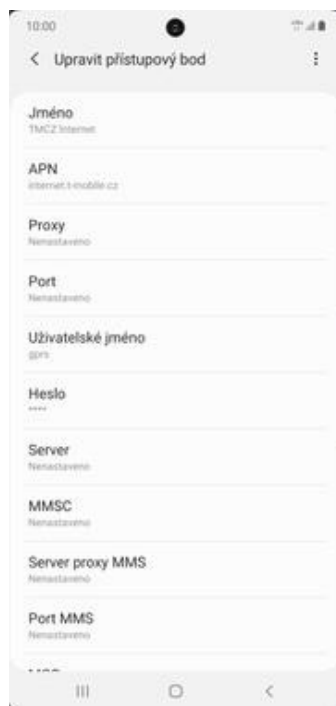 10:00
Upravit přístupový bod
Jméno
TMCZ Internet
APN
internet.t-mobile.cz
Proxy
Nenastaveno
Port
Nenastaveno
Uživatelské jméno
gprs
Heslo
••••
Server
Nenastaveno
MMSC
Nenastaveno
Server proxy MMS
Nenastaveno
Port MMS
Nenastaveno